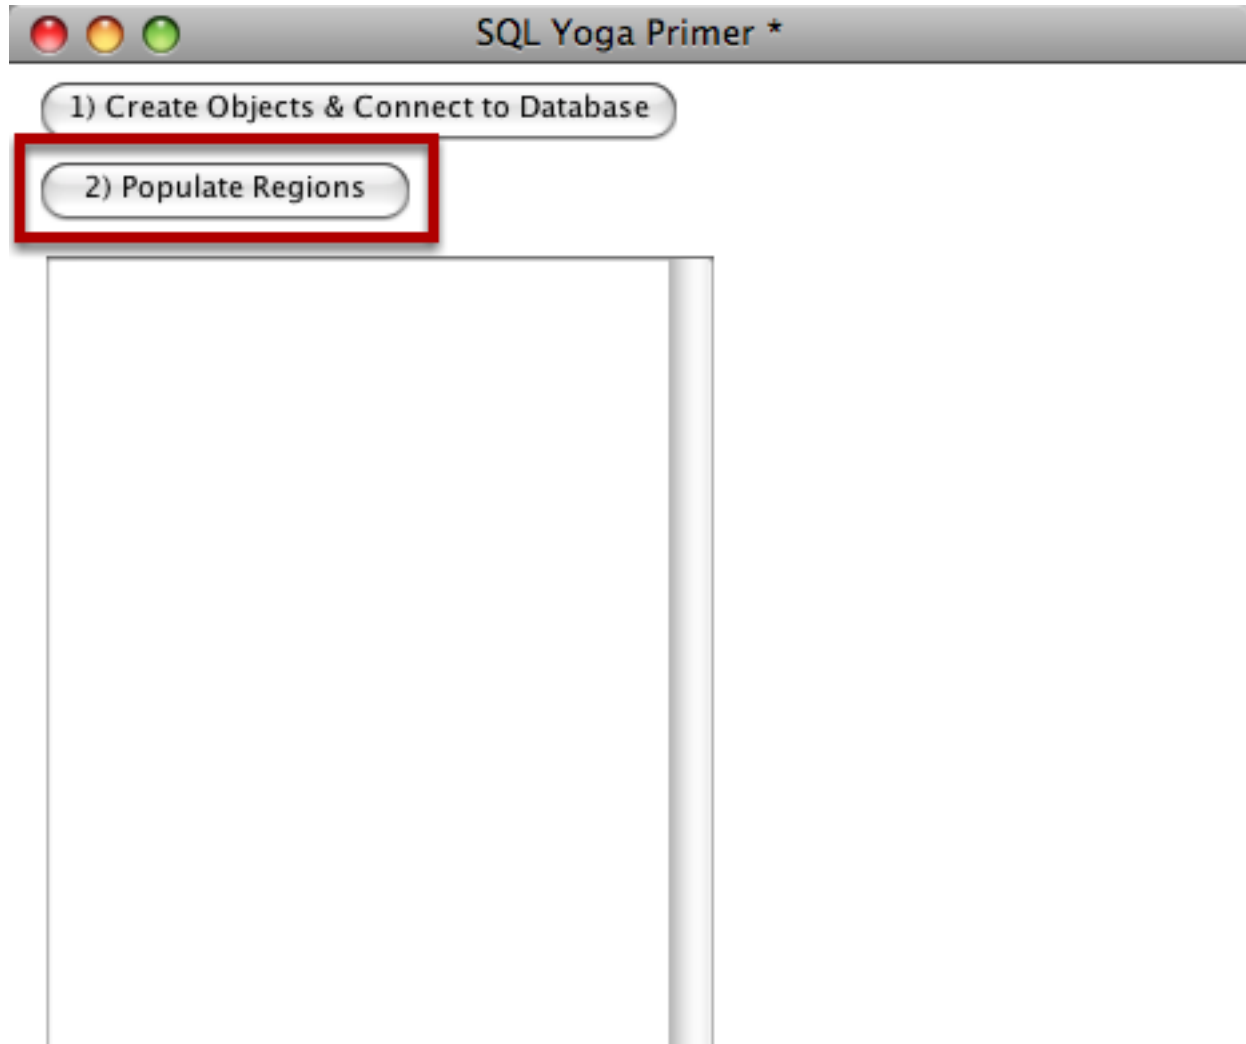 SQL Yoga Primer *
1) Create Objects & Connect to Database
2) Populate Regions